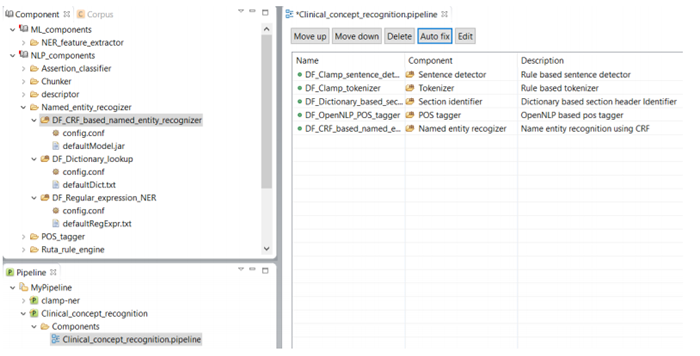 Component
Corpus
ML_components
NER_feature_extractor
NLP_components
Assertion_classifier
Chunker
descriptor
Named_entity_recogizer
DF_CRF_based_named_entity_recognizer
config.conf
defaultModel.jar
DF_Dictionary_lookup
config.conf
defaultDict.txt
DF_Regular_expression_NER
config.conf
defaultRegExpr.txt
POS_tagger
Ruta_rule_engine
Pipeline
MyPipeline
clamp-ner
Clinical_concept_recognition
Components
Clinical_concept_recognition.pipeline
*Clinical_concept_recognition.pipeline
Move up Move down Delete Auto fix Edit
Name Component Description
DF_Clamp_sentence_det... Sentence detector Rule based sentence detector
DF_Clamp_tokenizer Tokenizer Rule based tokenizer
DF_Dictionary_based_sec... Section identifier Dictionary based section header Identifier
DF_OpenNLP_POS_tagger POS tagger OpenNLP based pos tagger
DF_CRF_based_named_e... Named entity recogizer Name entity recognition using CRF